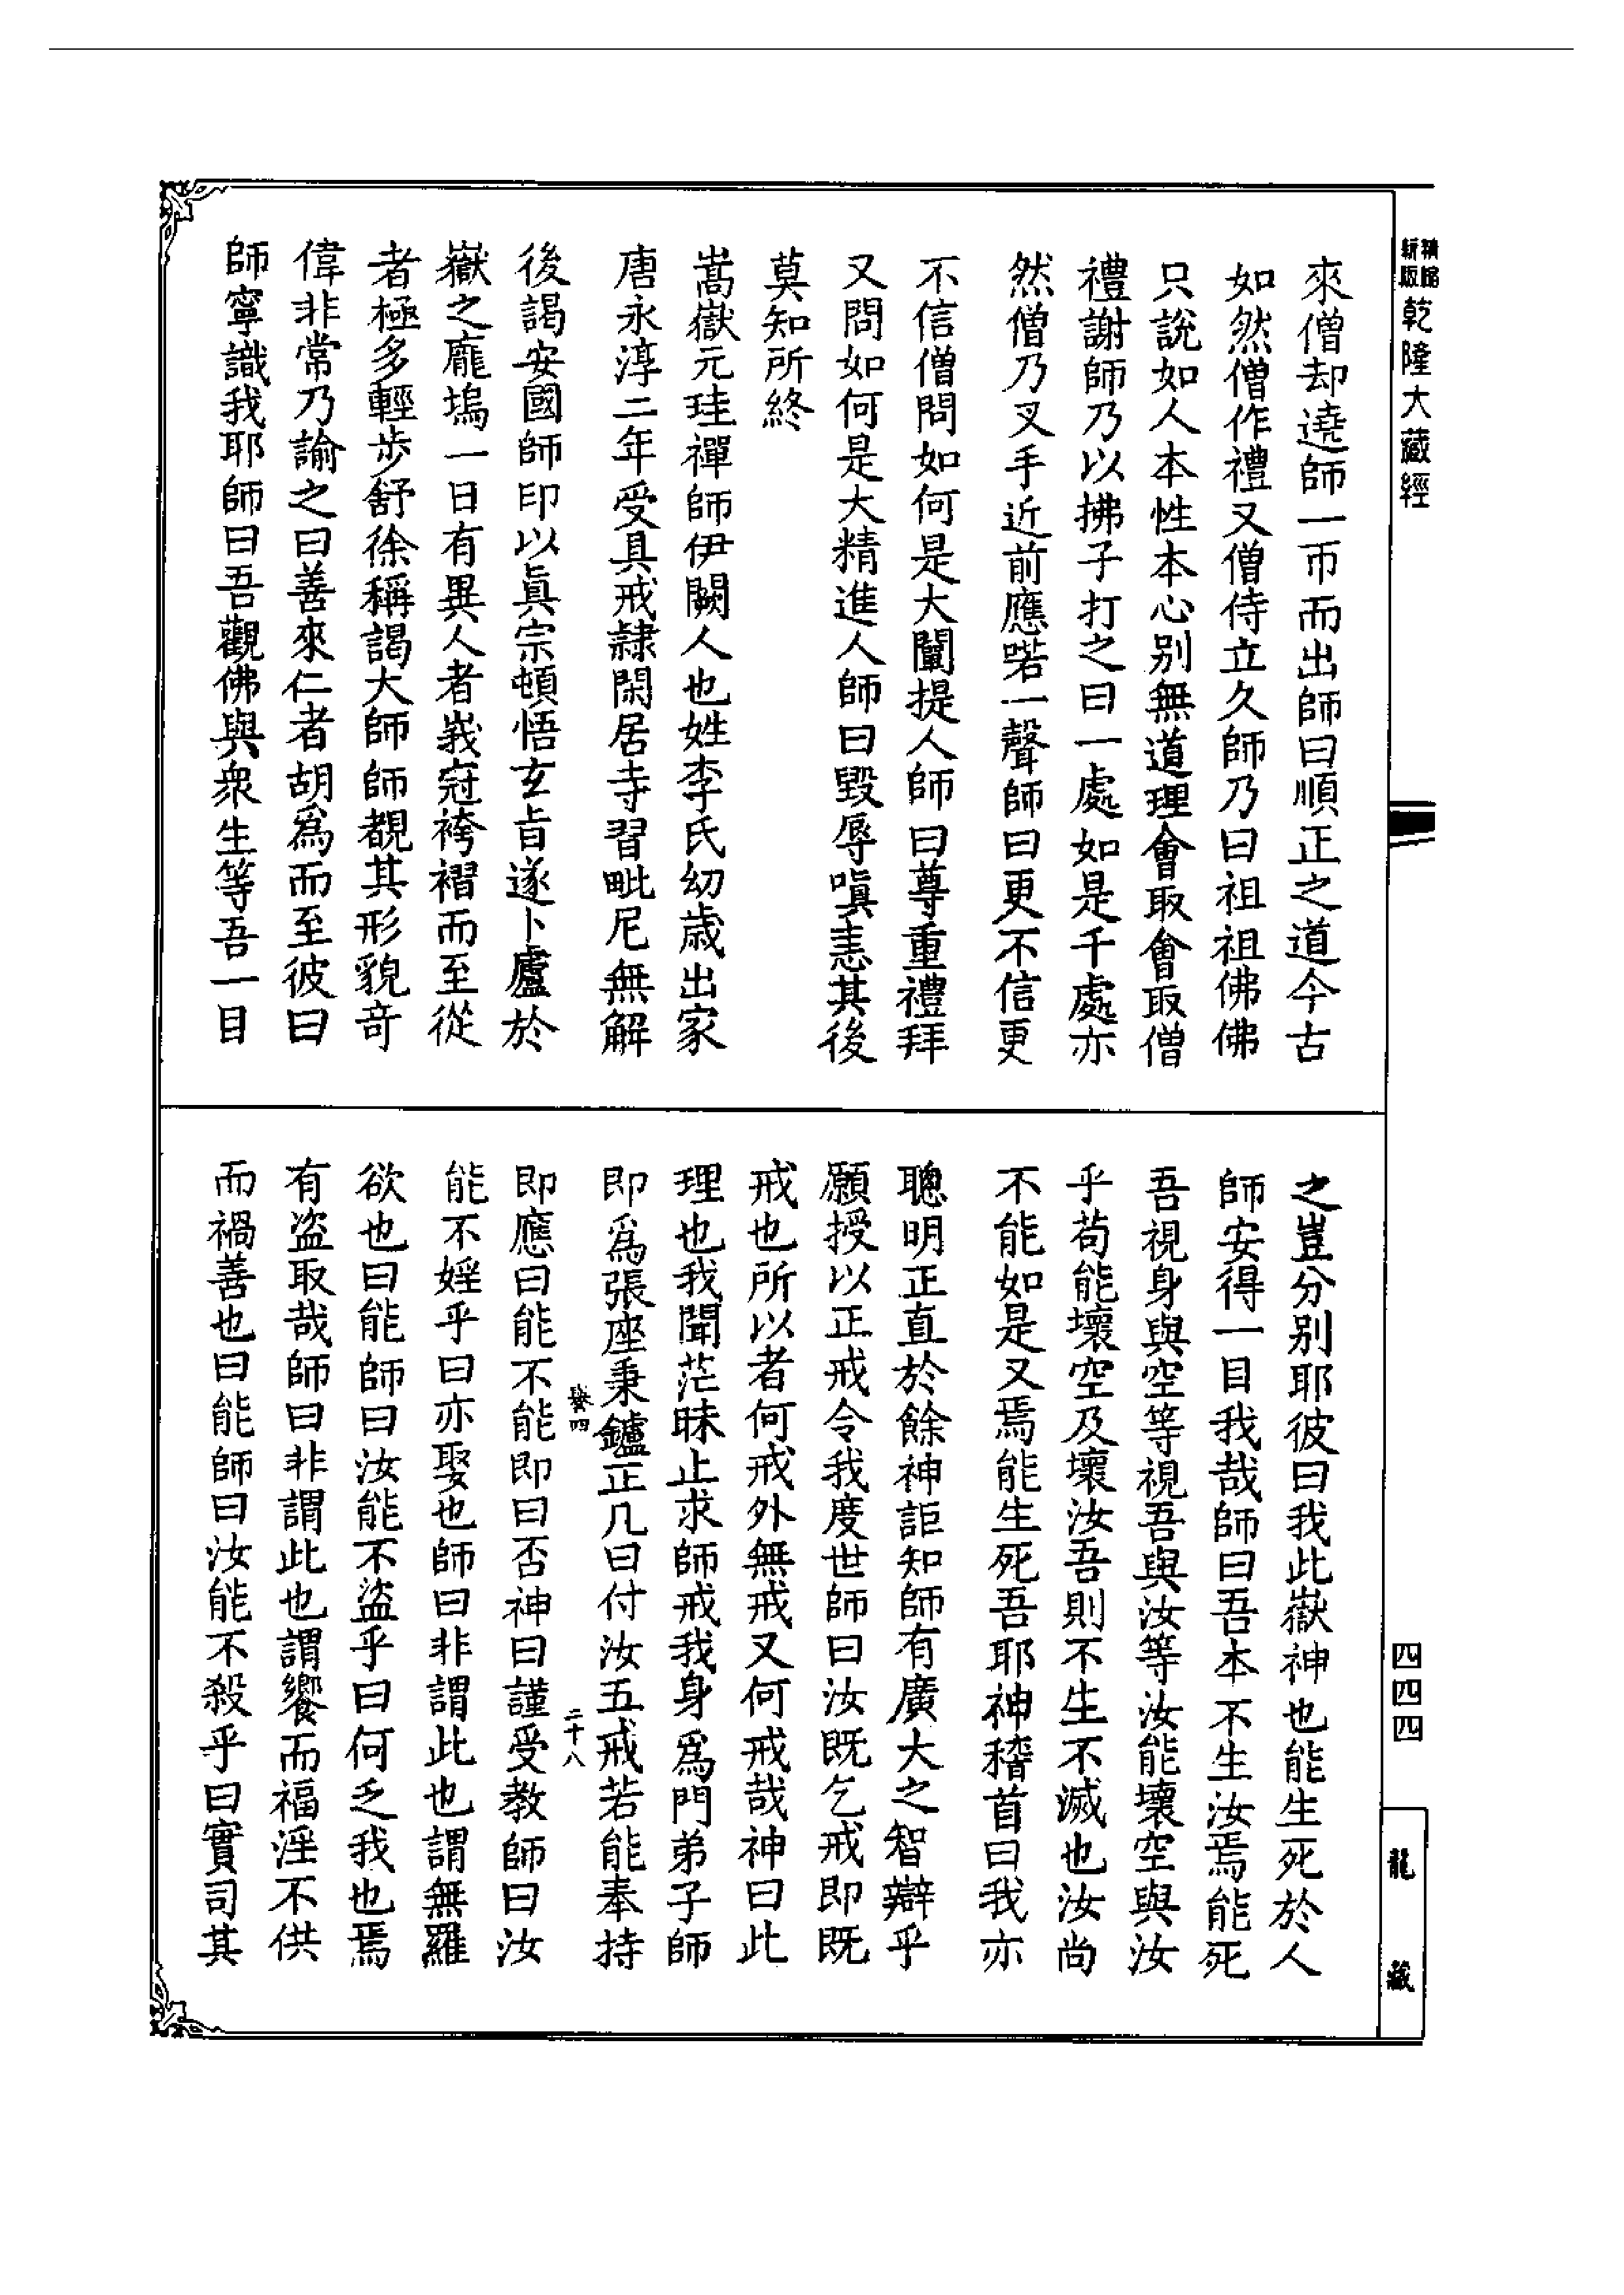 精縮新版乾隆大藏經
來僧却遶師一帀而出師曰順正之道今古
如然僧作禮又僧侍立久師乃曰祖祖佛佛
只說如人本性本心别無道理會取會取僧
禮謝師乃以拂子打之曰一處如是千處亦
然僧乃叉手近前應喏一聲師曰更不信更
不信僧問如何是大闡提人師曰尊重禮拜
又問如何是大精進人師曰毀辱嗔恚其後
莫知所終
嵩嶽元珪禪師伊闕人也姓李氏幼歲出家
唐永淳二年受具戒隸閑居寺習毗尼無解
後謁安國師印以眞宗頓悟玄旨遂卜廬於
嶽之龐塢一日有異人者峩冠袴褶而至從
者極多輕步舒徐稱謁大師師覩其形貌奇
偉非常乃諭之曰善來仁者胡爲而至彼曰
師寧識我耶師曰吾觀佛與衆生等吾一目
之豈分别耶彼曰我此嶽神也能生死於人
師安得一目我哉師曰吾本不生汝焉能死
吾視身與空等視吾與汝等汝能壞空與汝
乎苟能壞空及壞汝吾則不生不滅也汝尚
不能如是又焉能生死吾耶神稽首曰我亦
聰明正直於餘神詎知師有廣大之智辯乎
願授以正戒令我度世師曰汝既乞戒即既
戒也所以者何戒外無戒又何戒哉神曰此
理也我聞茫昧止求師戒我身爲門弟子師
即爲張座秉鑪正几曰付汝五戒若能奉持
四 二十八
即應曰能不能即曰否神曰謹受教師曰汝
能不婬乎曰亦娶也師曰非謂此也謂無羅
欲也曰能師曰汝能不盜乎曰何乏我也焉
有盜取哉師曰非謂此也謂饗而福淫不供
而禍善也曰能師曰汝能不殺乎曰實司其
四四四
龍藏